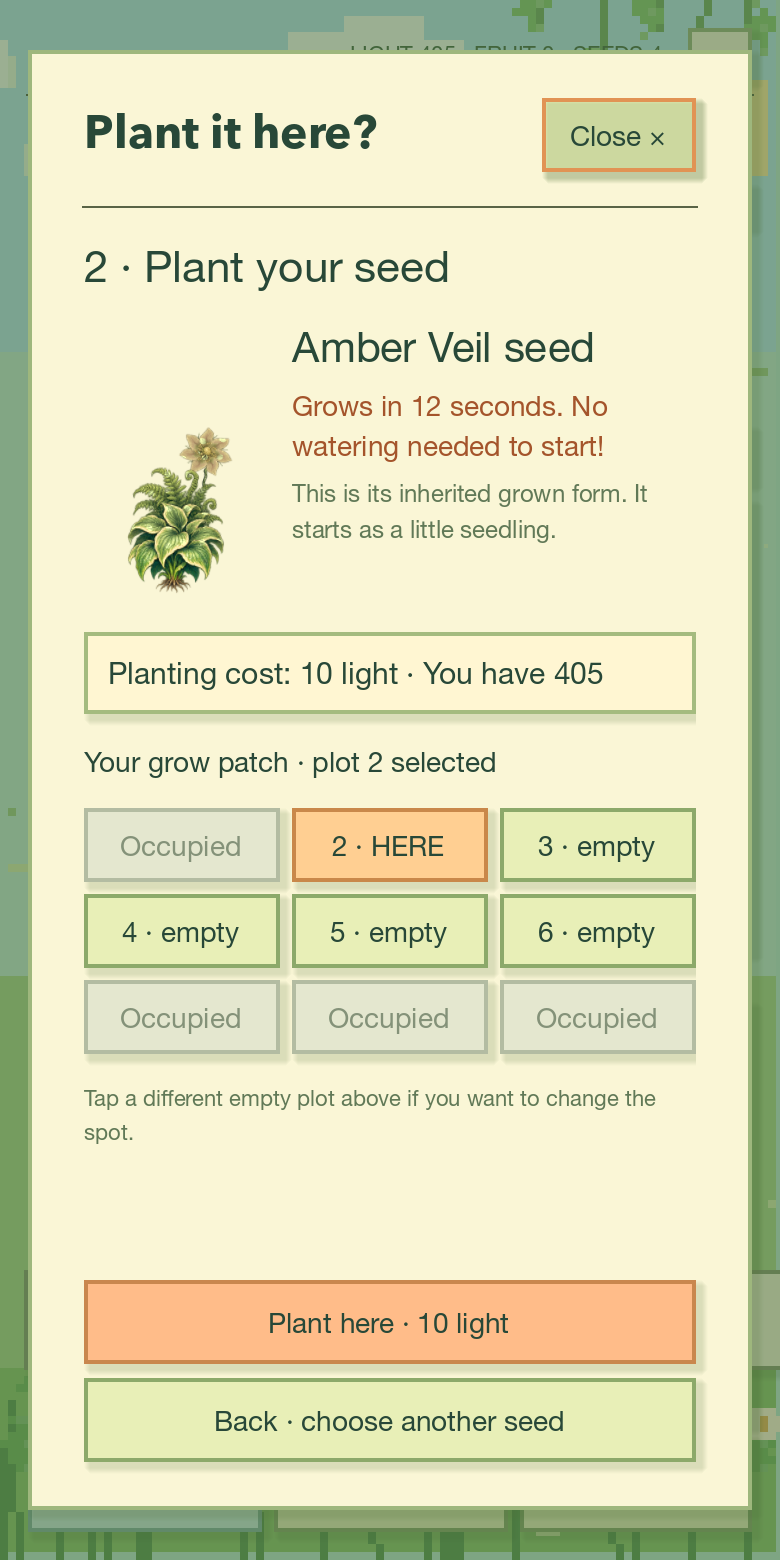 Plant it here?
Close ×
2 · Plant your seed
Amber Veil seed
Grows in 12 seconds. No
watering needed to start!
This is its inherited grown form. It
starts as a little seedling.
Planting cost: 10 light · You have 405
Your grow patch · plot 2 selected
Occupied
2 · HERE
3 · empty
4 · empty
5 · empty
6 · empty
Occupied
Occupied
Occupied
Tap a different empty plot above if you want to change the
spot.
Plant here · 10 light
Back · choose another seed